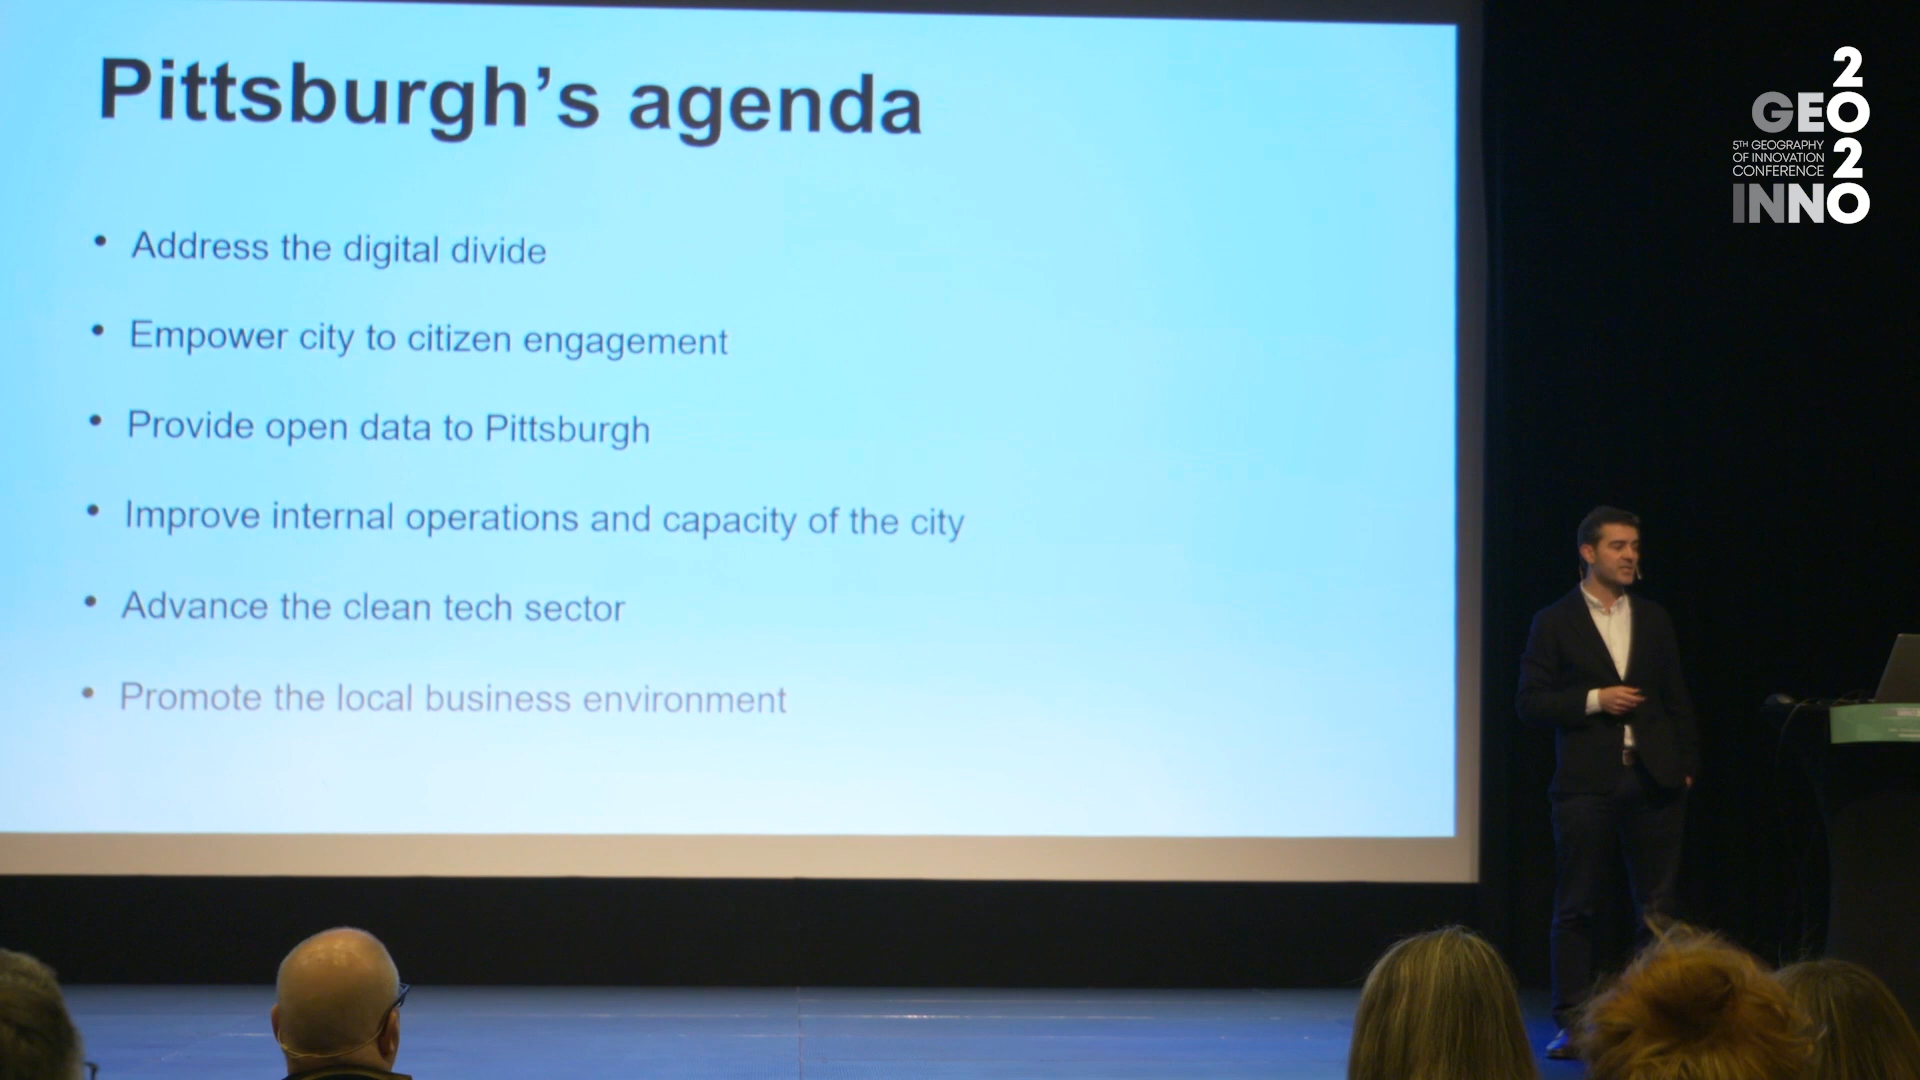 Pittsburgh’s agenda
• Address the digital divide
• Empower city to citizen engagement
• Provide open data to Pittsburgh
• Improve internal operations and capacity of the city
• Advance the clean tech sector
• Promote the local business environment
2
GEO
5TH GEOGRAPHY
OF INNOVATION
CONFERENCE
2
INNO